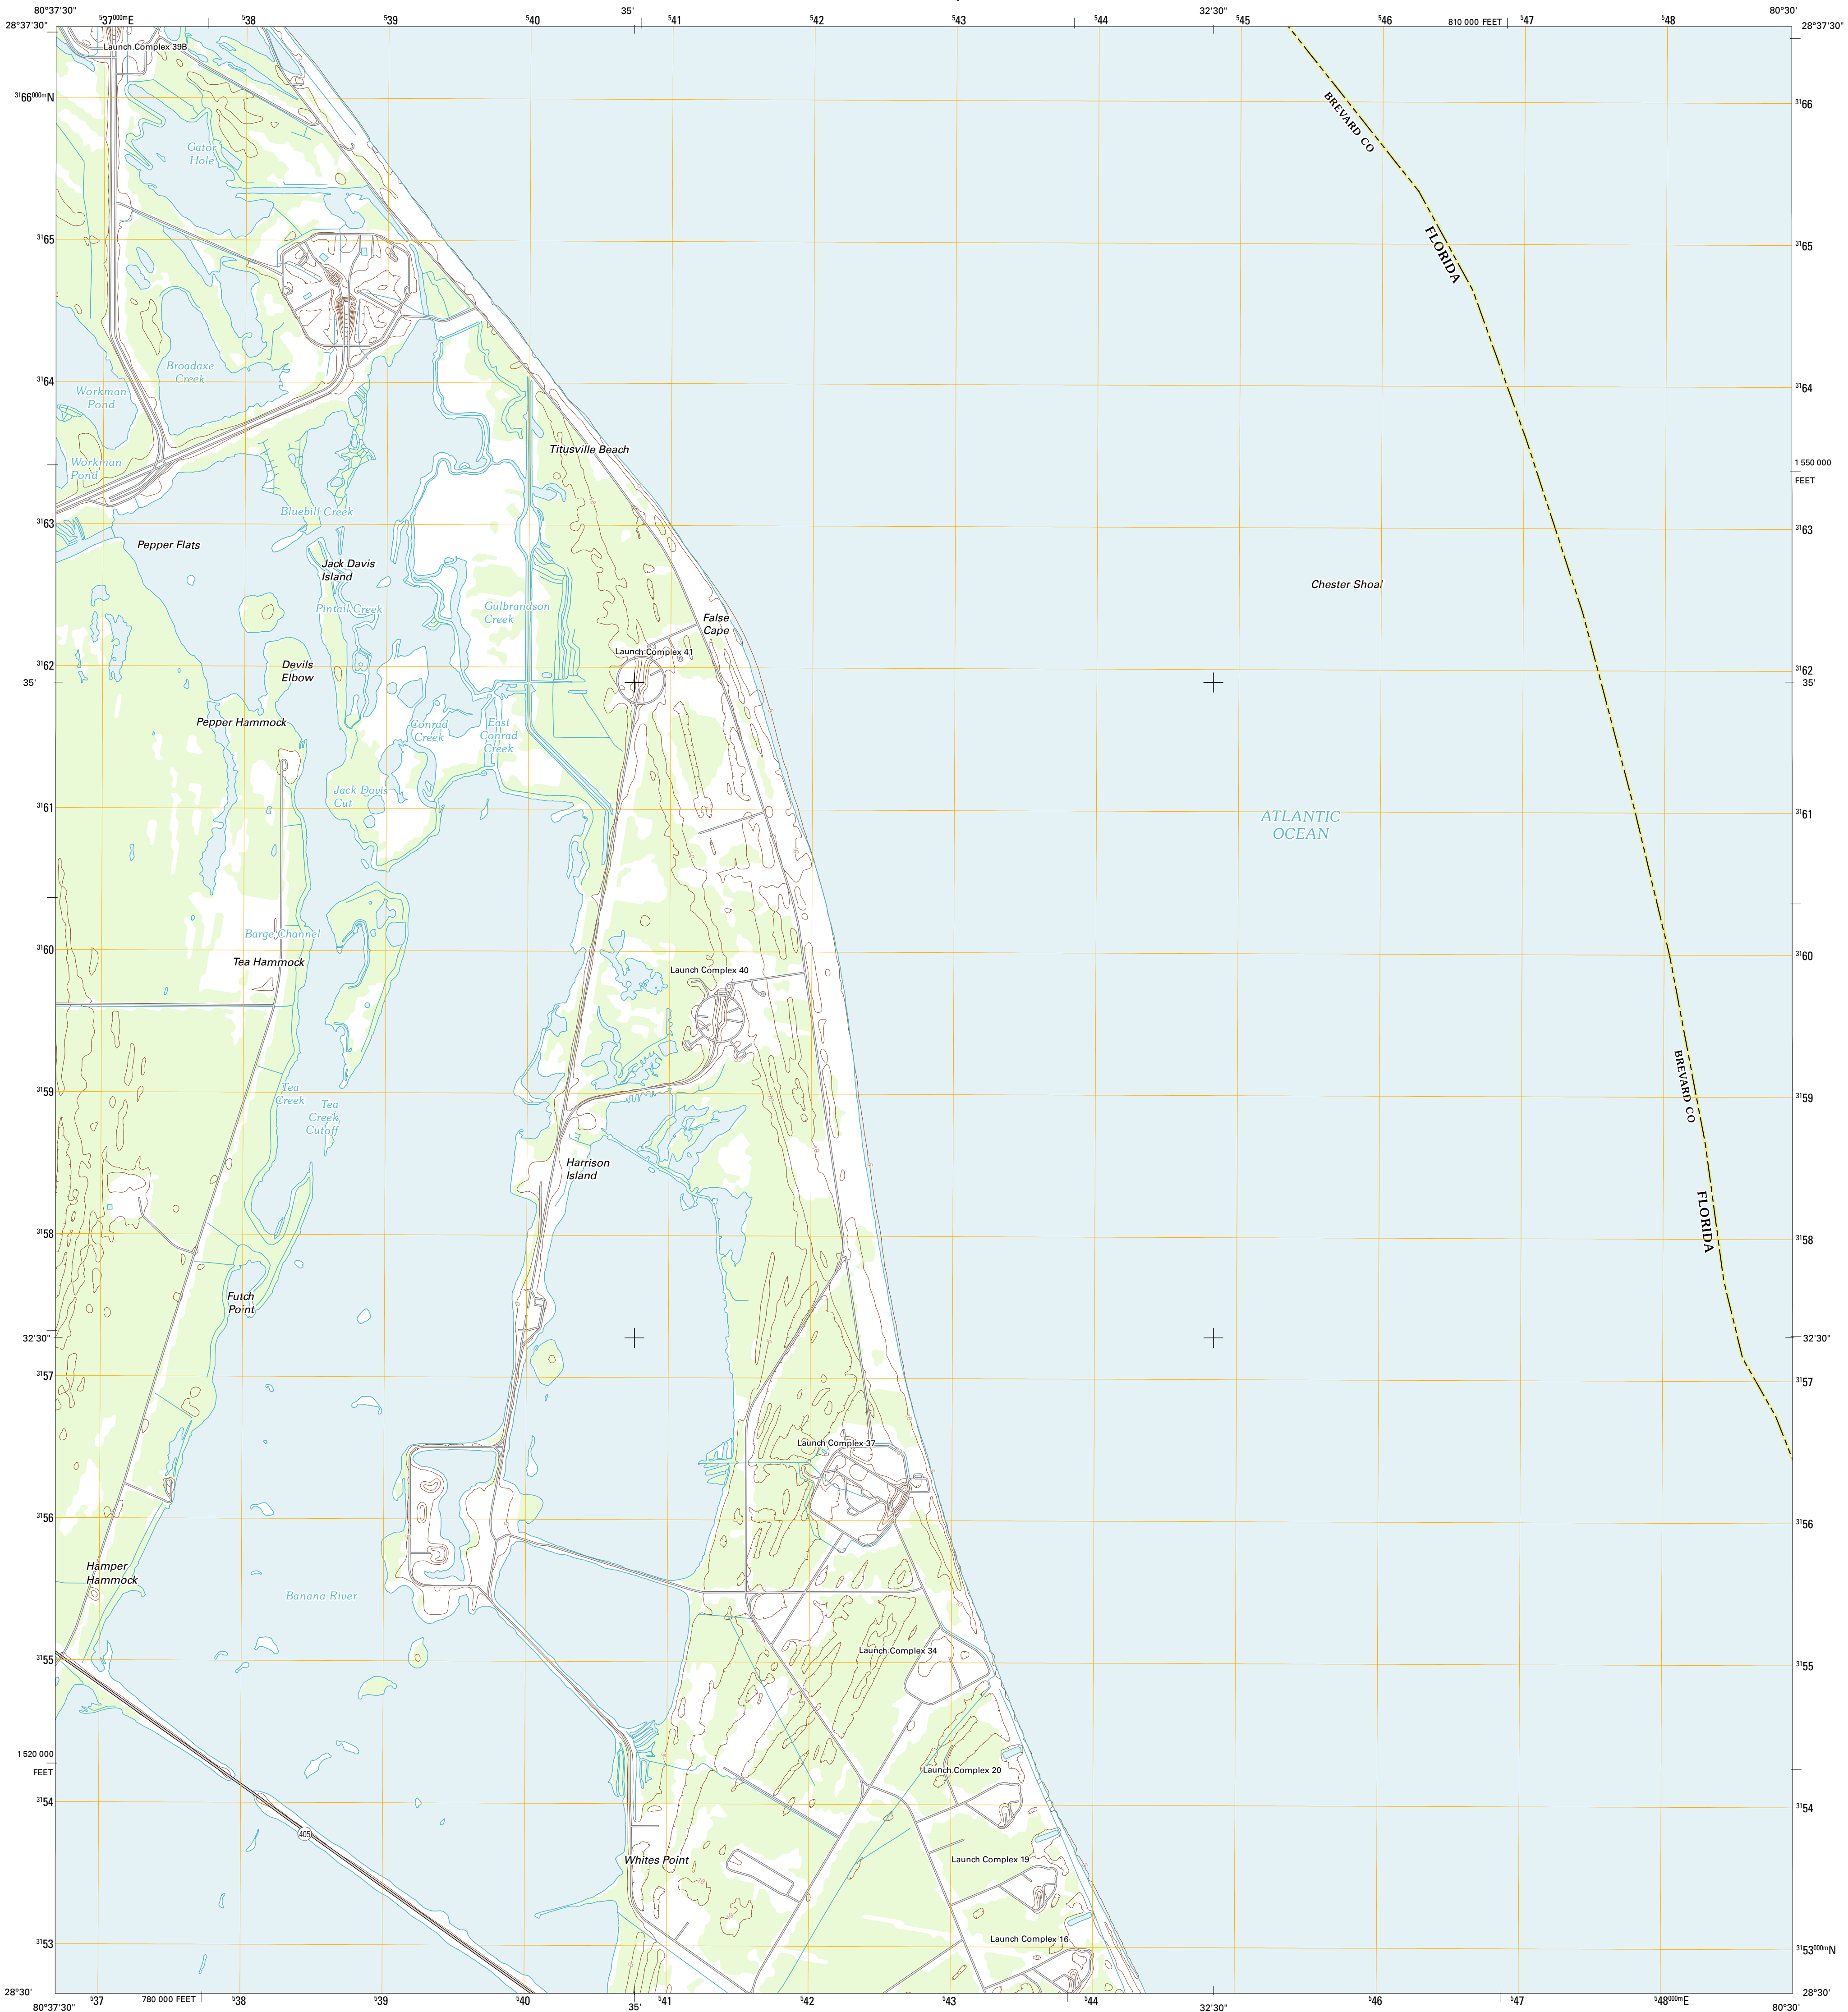 80°37'30"
⁵37⁰⁰⁰ᵐE
⁵38
⁵39
⁵40
35'
⁵41
⁵42
⁵43
⁵44
32'30"
⁵45
⁵46
810 000 FEET
⁵47
⁵48
80°30'
28°37'30"
28°37'30"
Launch Complex 39B
³¹66⁰⁰⁰ᵐN
³¹66
BREVARD CO
Gator
Hole
³¹65
³¹65
FLORIDA
Broadaxe
Creek
³¹64
³¹64
Workman
Pond
Titusville Beach
Workman
Pond
1 550 000
FEET
Bluebill Creek
³¹63
³¹63
Pepper Flats
Jack Davis
Island
Chester Shoal
Pintail Creek
Gulbrandson
Creek
False
Cape
Launch Complex 41
³¹62
³¹62
Devils
Elbow
35'
35'
Pepper Hammock
Conrad
Creek
East
Conrad
Creek
Jack Davis
Cut
³¹61
³¹61
ATLANTIC
OCEAN
Barge Channel
³¹60
³¹60
Tea Hammock
Launch Complex 40
³¹59
³¹59
BREVARD CO
Tea
Creek
Tea
Creek
Cutoff
Harrison
Island
³¹58
³¹58
FLORIDA
Futch
Point
32'30"
32'30"
³¹57
³¹57
Launch Complex 37
³¹56
³¹56
Hamper
Hammock
Banana River
³¹55
³¹55
Launch Complex 34
1 520 000
FEET
Launch Complex 20
³¹54
³¹54
405
Whites Point
Launch Complex 19
Launch Complex 16
³¹53
³¹53⁰⁰⁰ᵐN
28°30'
28°30'
80°37'30"
⁵37
780 000 FEET
⁵38
⁵39
⁵40
35'
⁵41
⁵42
⁵43
⁵44
32'30"
⁵46
⁵47
⁵48⁰⁰⁰ᵐE
80°30'